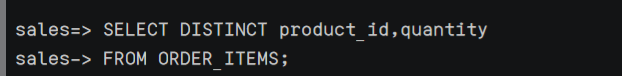 sales=> SELECT DISTINCT product_id,quantity
sales-> FROM ORDER_ITEMS;